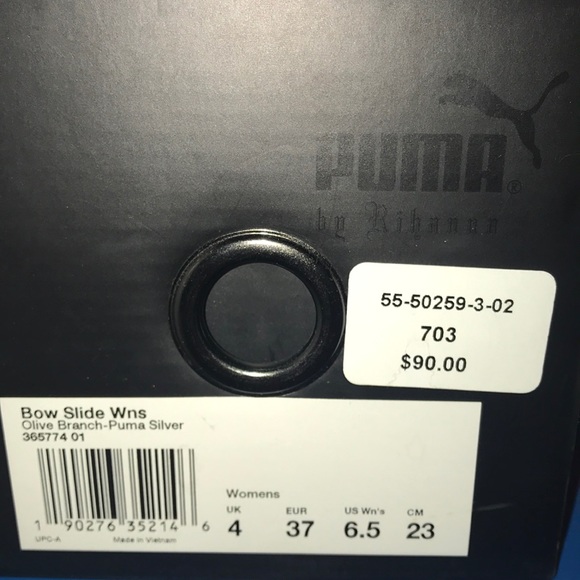 PUMA®
by Rihanna
55-50259-3-02
703
$90.00
Bow Slide Wns
Olive Branch-Puma Silver
365774 01
1 90276 35214 6
UPC-A Made in Vietnam
Womens
UK EUR US Wn's CM
4 37 6.5 23